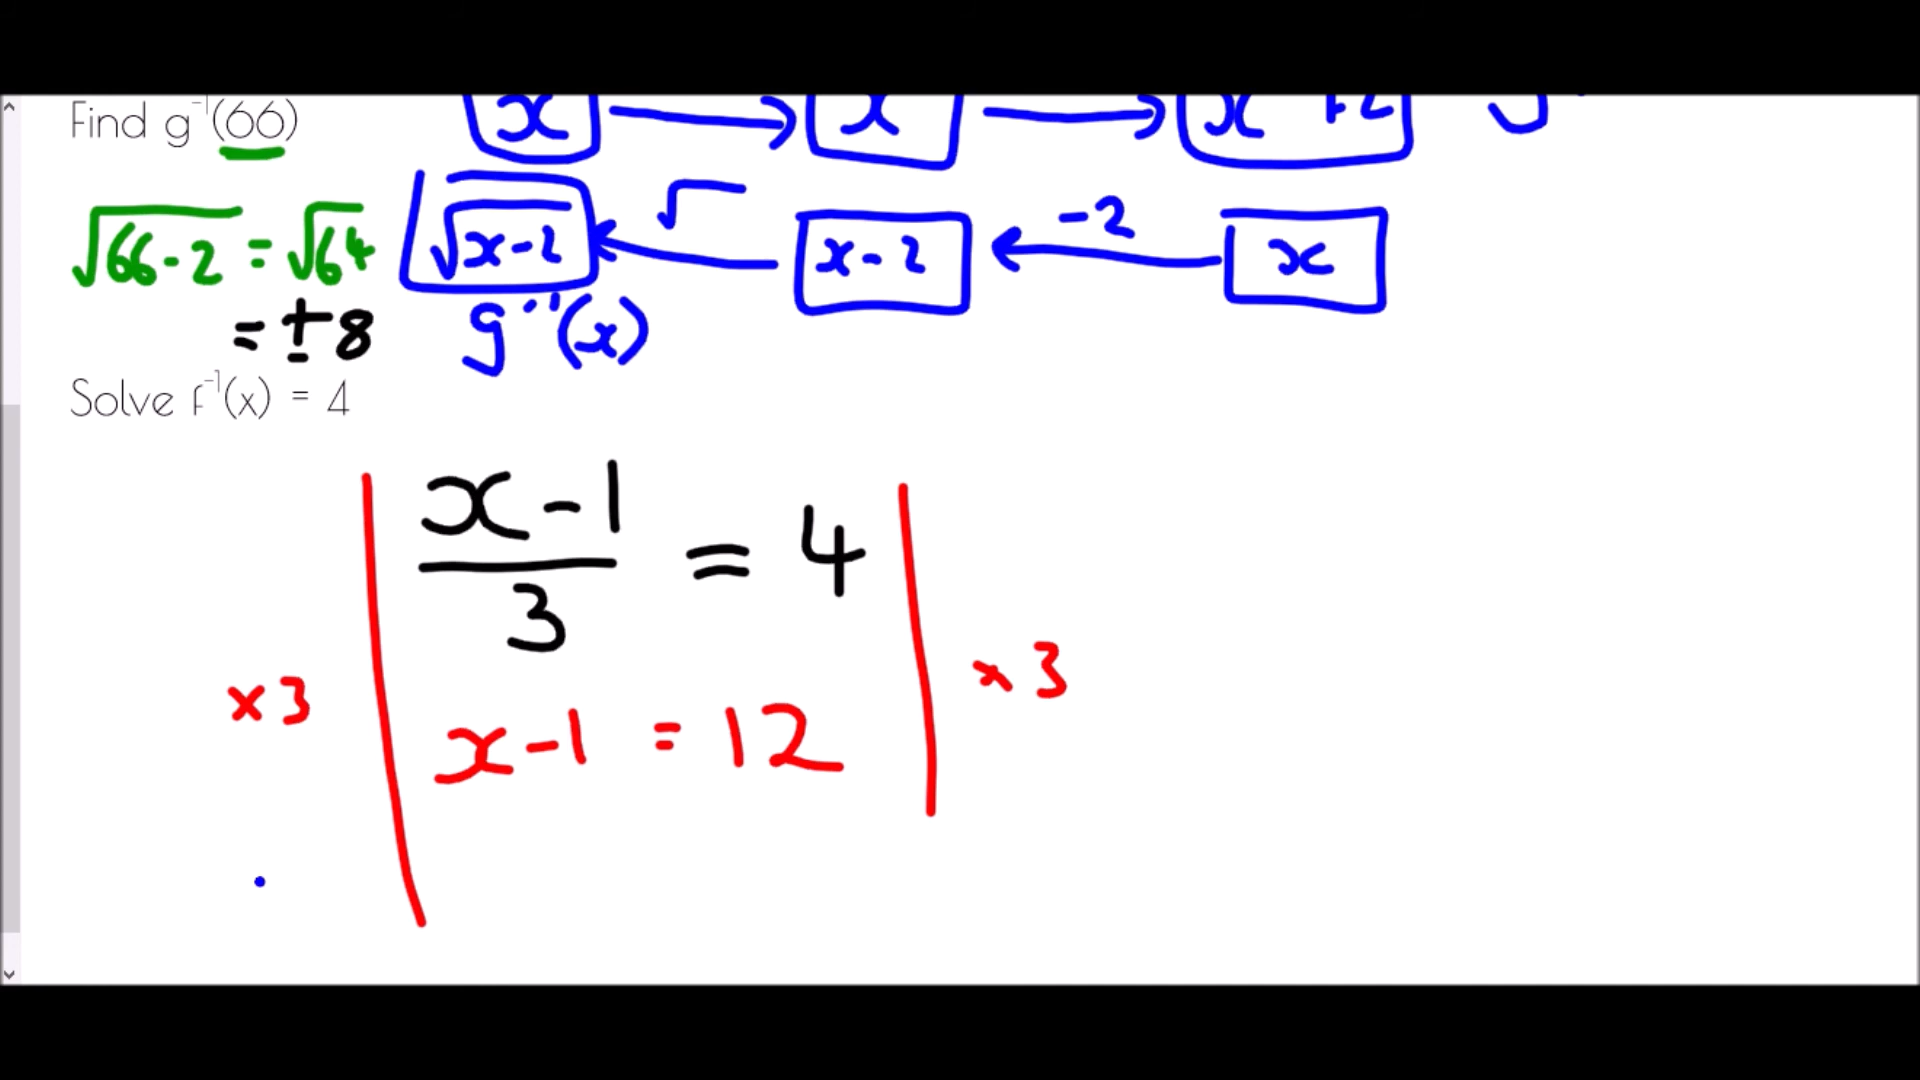 Find g⁻¹(66)
x → x → x +2
√66-2 = √64
√x-2 ← √ x-2 ← -2 x
= ±8
g⁻¹(x)
Solve f⁻¹(x) = 4
x-1
/3 = 4
×3 ×3
x-1 = 12